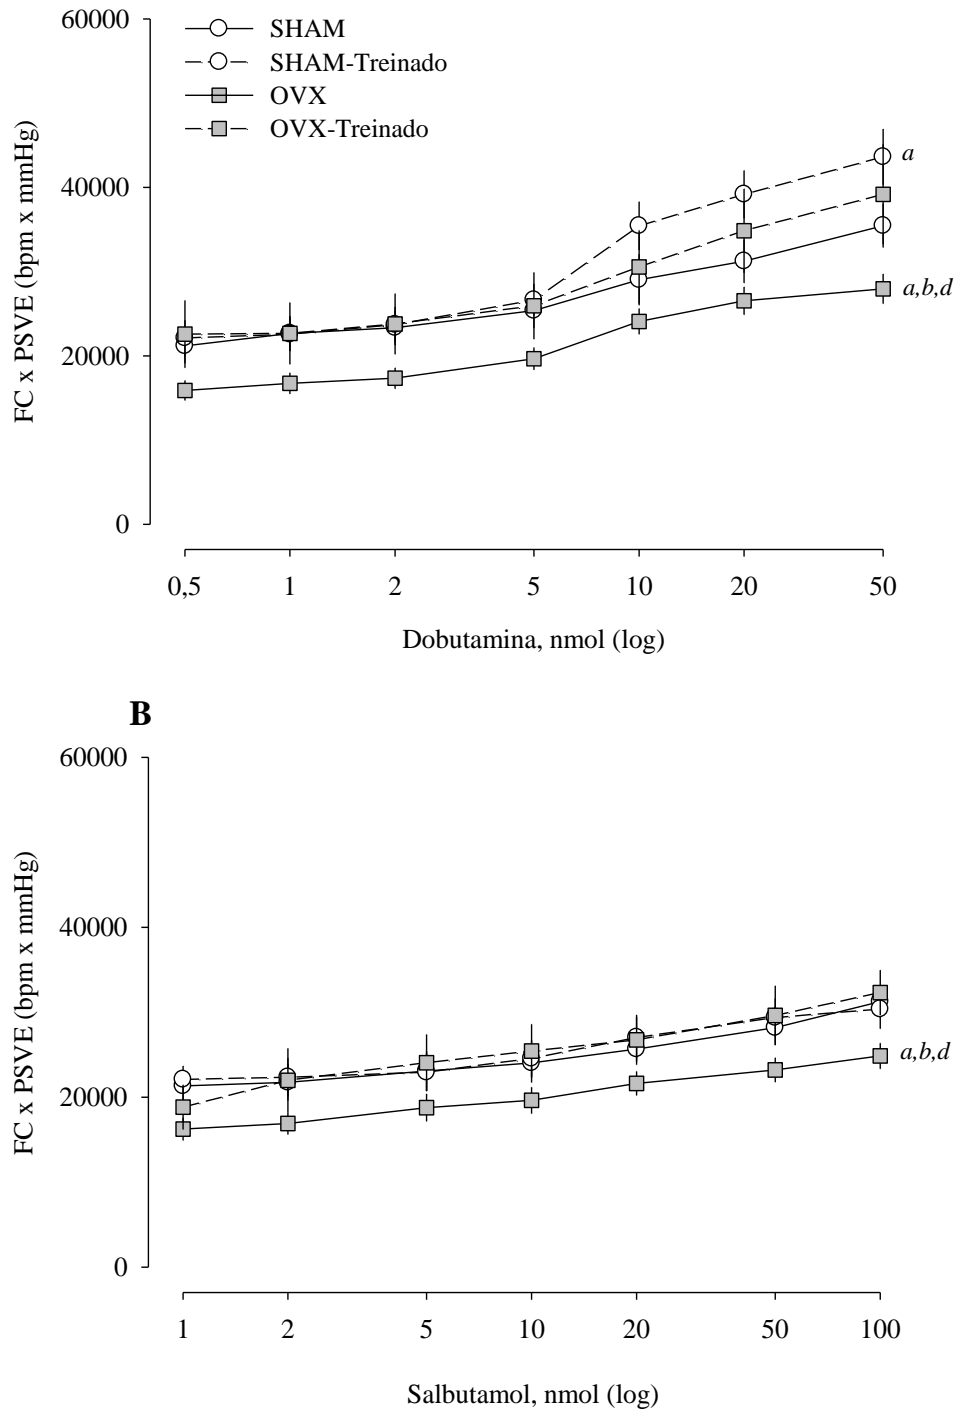 60000
SHAM
SHAM-Treinado
OVX
OVX-Treinado
FC x PSVE (bpm x mmHg)
40000
a
a,b,d
20000
0
0,5 1 2 5 10 20 50
Dobutamina, nmol (log)
B
60000
FC x PSVE (bpm x mmHg)
40000
a,b,d
20000
0
1 2 5 10 20 50 100
Salbutamol, nmol (log)